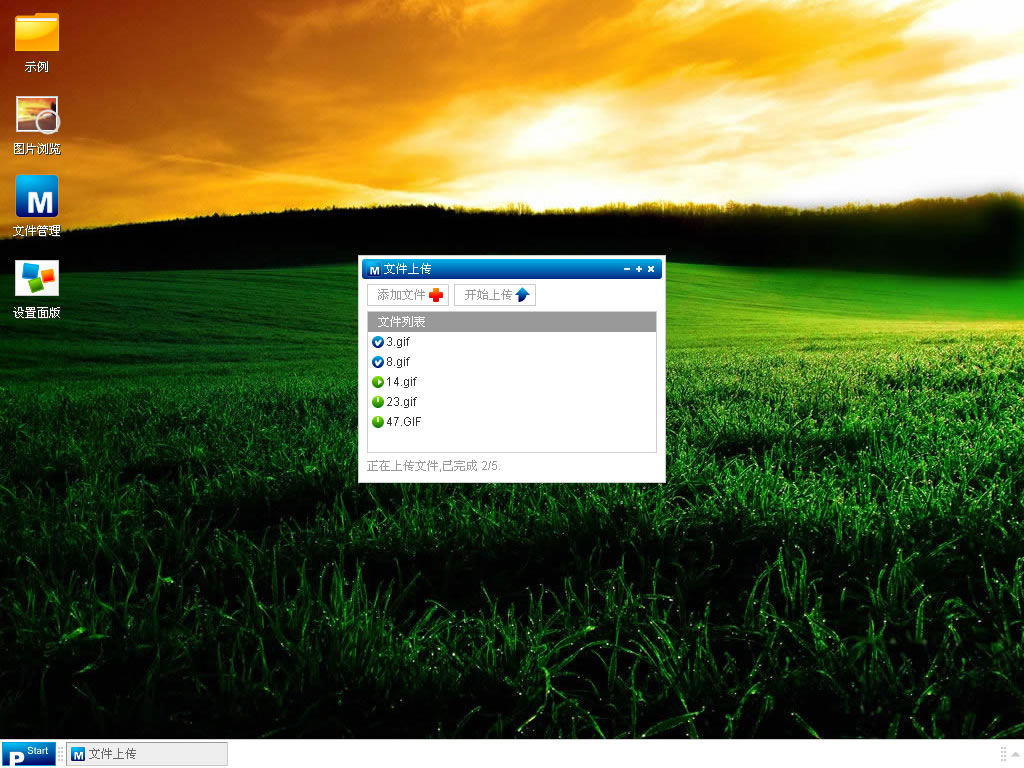 示例
图片浏览
M
文件管理
设置面版
M 文件上传
添加文件 开始上传
文件列表
3.gif
8.gif
14.gif
23.gif
47.GIF
正在上传文件,已完成 2/5.
P Start M 文件上传